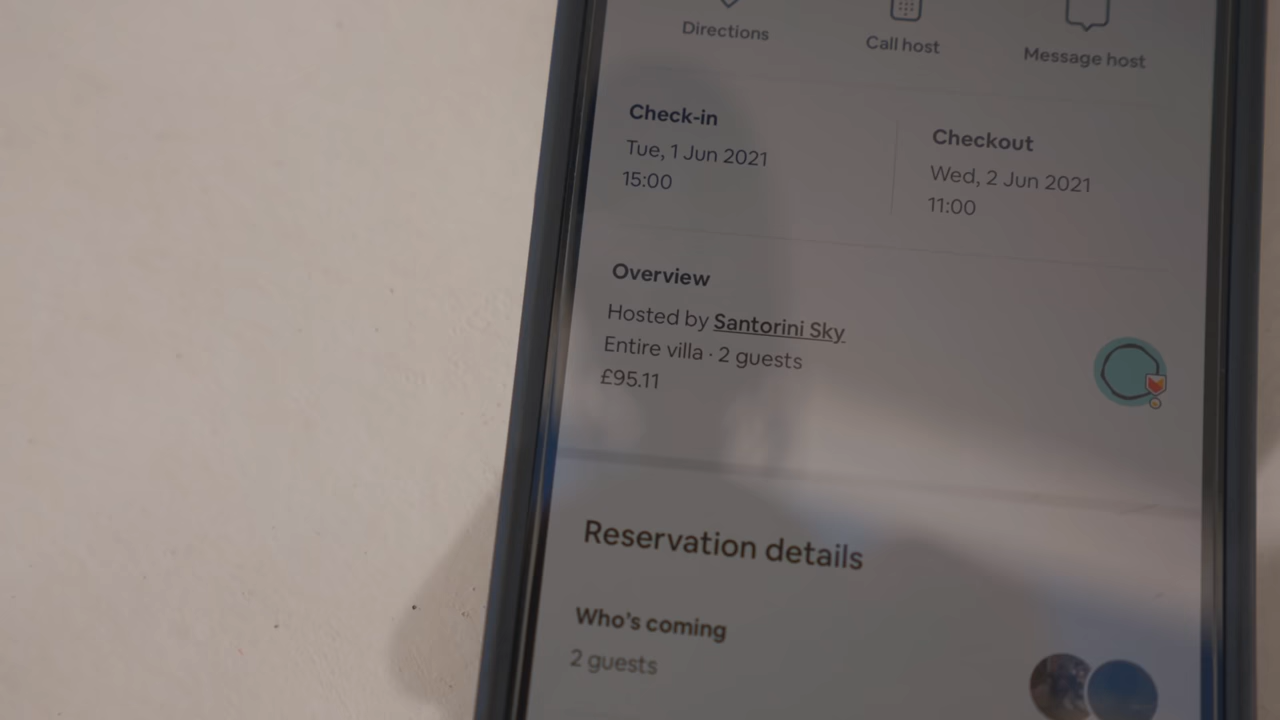 Directions
Call host
Message host
Check-in
Tue, 1 Jun 2021
15:00
Checkout
Wed, 2 Jun 2021
11:00
Overview
Hosted by Santorini Sky
Entire villa · 2 guests
£95.11
Reservation details
Who's coming
2 guests